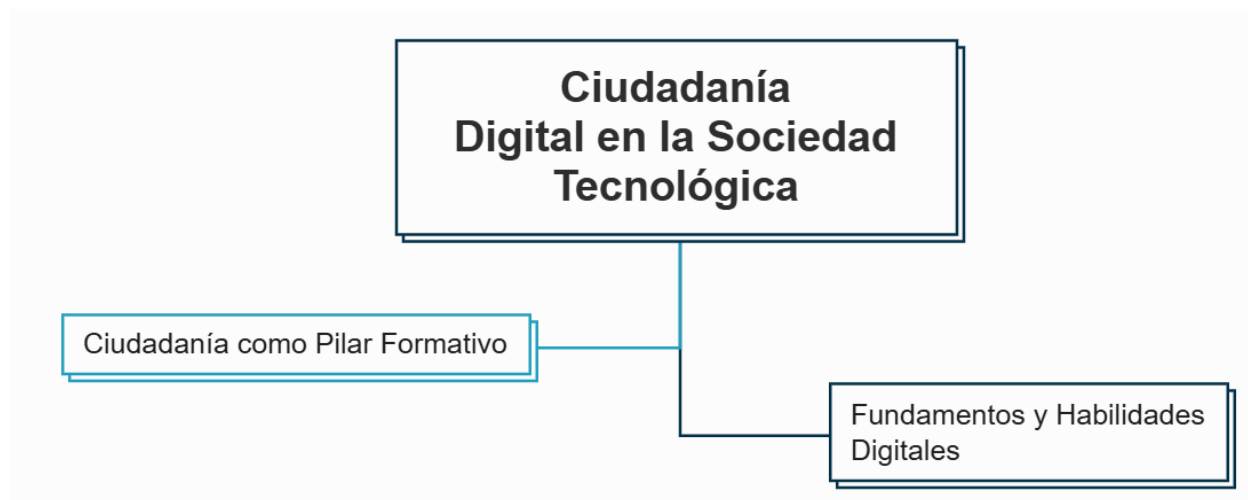 Ciudadanía
Digital en la Sociedad
Tecnológica
Ciudadanía como Pilar Formativo
Fundamentos y Habilidades
Digitales